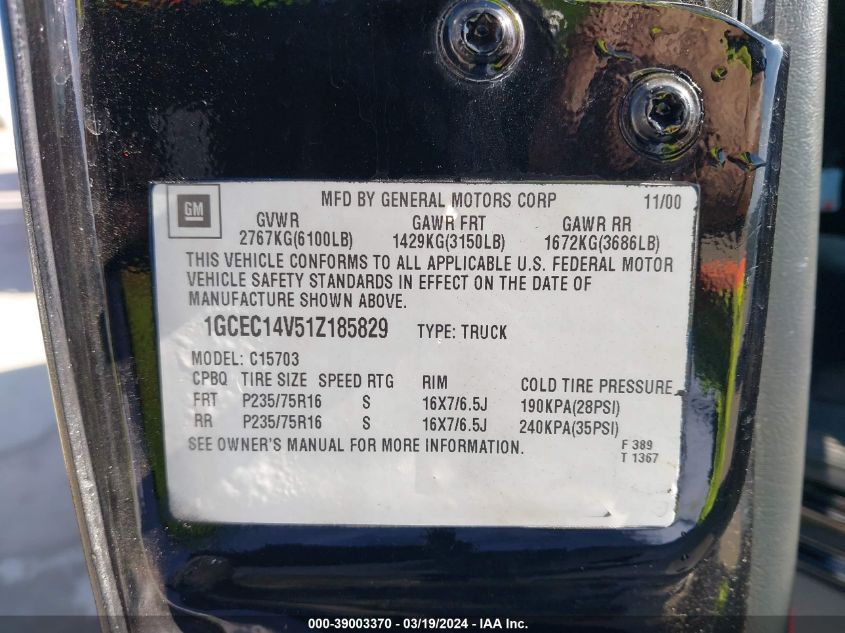 GM
MFD BY GENERAL MOTORS CORP 11/00
GVWR GAWR FRT GAWR RR
2767KG(6100LB) 1429KG(3150LB) 1672KG(3686LB)
THIS VEHICLE CONFORMS TO ALL APPLICABLE U.S. FEDERAL MOTOR
VEHICLE SAFETY STANDARDS IN EFFECT ON THE DATE OF
MANUFACTURE SHOWN ABOVE.
1GCEC14V51Z185829 TYPE: TRUCK
MODEL: C15703
CPBQ TIRE SIZE SPEED RTG RIM COLD TIRE PRESSURE
FRT P235/75R16 S 16X7/6.5J 190KPA(28PSI)
RR P235/75R16 S 16X7/6.5J 240KPA(35PSI)
SEE OWNER'S MANUAL FOR MORE INFORMATION.
F 389
T 1367
000-39003370 - 03/19/2024 - IAA Inc.